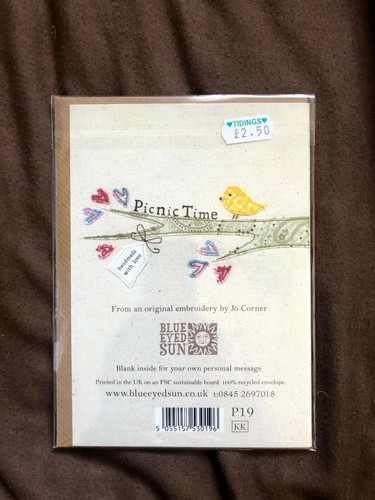 ♥TIDINGS♥
£2.50
Picnic Time
handmade
with love
From an original embroidery by Jo Corner
BLUE
EYED
SUN
Blank inside for your own personal message
Printed in the UK on an FSC sustainable board. 100% recycled envelope.
www.blueeyedsun.co.uk t:0845 2697018
P19
KK
5 055157 530196